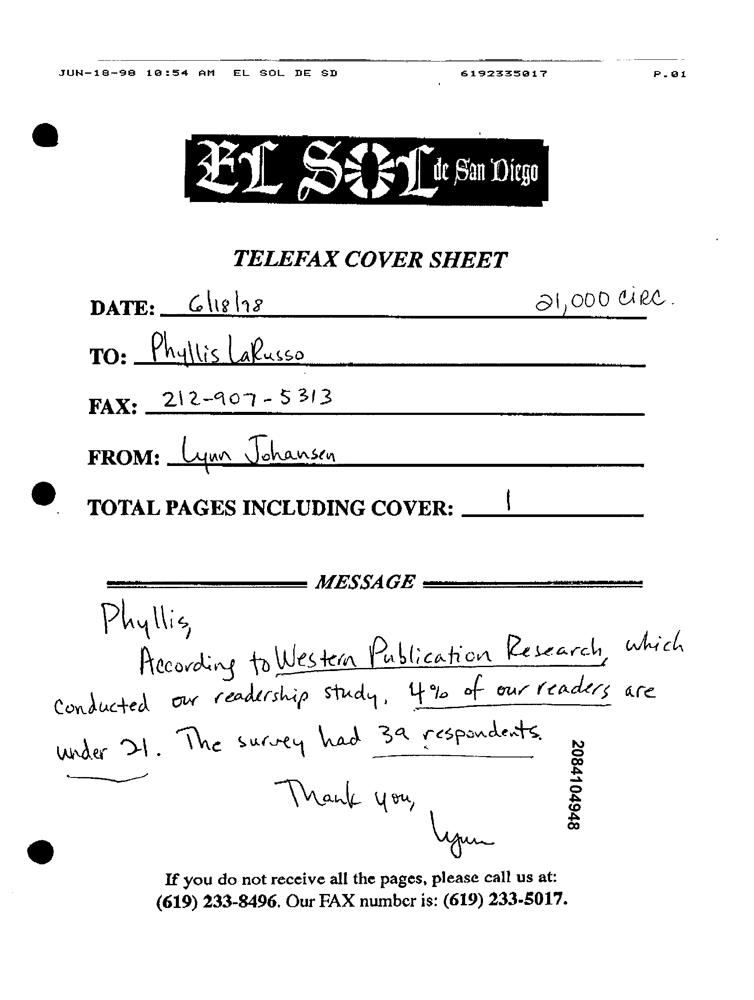 JUN-18-98 10:54 AM EL SOL DE SD 6192335017 P.01
EL SOL de San Diego
TELEFAX COVER SHEET
DATE: 6/18/98 21,000 CIRC.
TO: Phyllis LaRusso
FAX: 212-907-5313
FROM: Lynn Johansen
TOTAL PAGES INCLUDING COVER: 1
MESSAGE
Phyllis,
According to Western Publication Research, which
conducted our readership study, 4% of our readers are
under 21. The survey had 39 respondents.
Thank you,
Lynn
2084104948
If you do not receive all the pages, please call us at:
(619) 233-8496. Our FAX number is: (619) 233-5017.